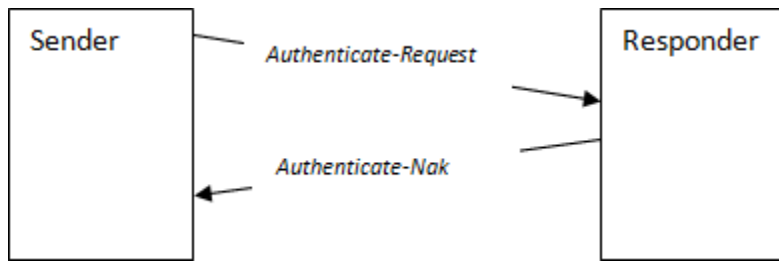 Sender
Responder
Authenticate-Request
Authenticate-Nak